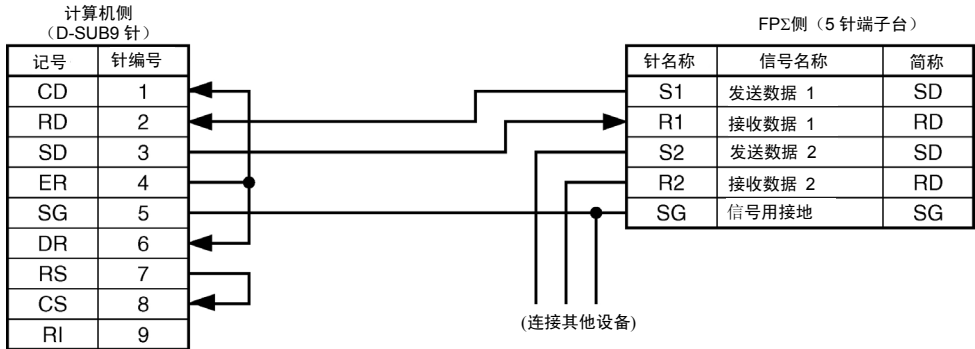 计算机侧
（D-SUB9 针）
记号 针编号
CD 1
RD 2
SD 3
ER 4
SG 5
DR 6
RS 7
CS 8
RI 9
FPΣ侧（5 针端子台）
针名称 信号名称 简称
S1 发送数据 1 SD
R1 接收数据 1 RD
S2 发送数据 2 SD
R2 接收数据 2 RD
SG 信号用接地 SG
(连接其他设备)